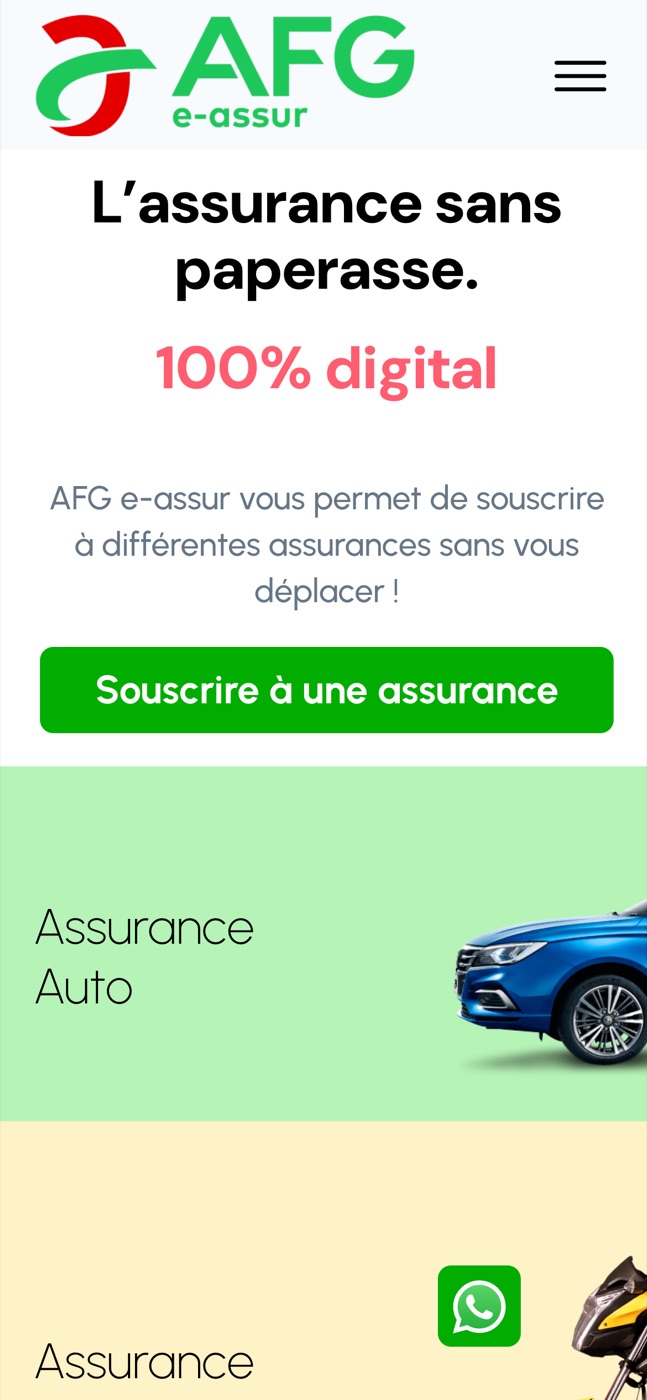 AFG
e-assur
L’assurance sans
paperasse.
100% digital
AFG e-assur vous permet de souscrire
à différentes assurances sans vous
déplacer !
Souscrire à une assurance
Assurance
Auto
Assurance